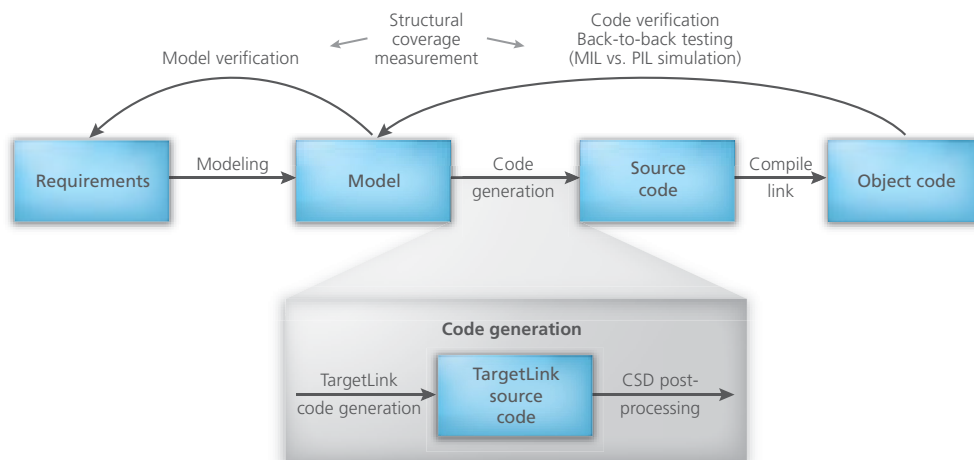 Structural
coverage
measurement
Code verification
Back-to-back testing
(MIL vs. PIL simulation)
Model verification
Requirements
Modeling
Model
Code
generation
Source
code
Compile
link
Object code
Code generation
TargetLink
code generation
TargetLink
source
code
CSD post-
processing